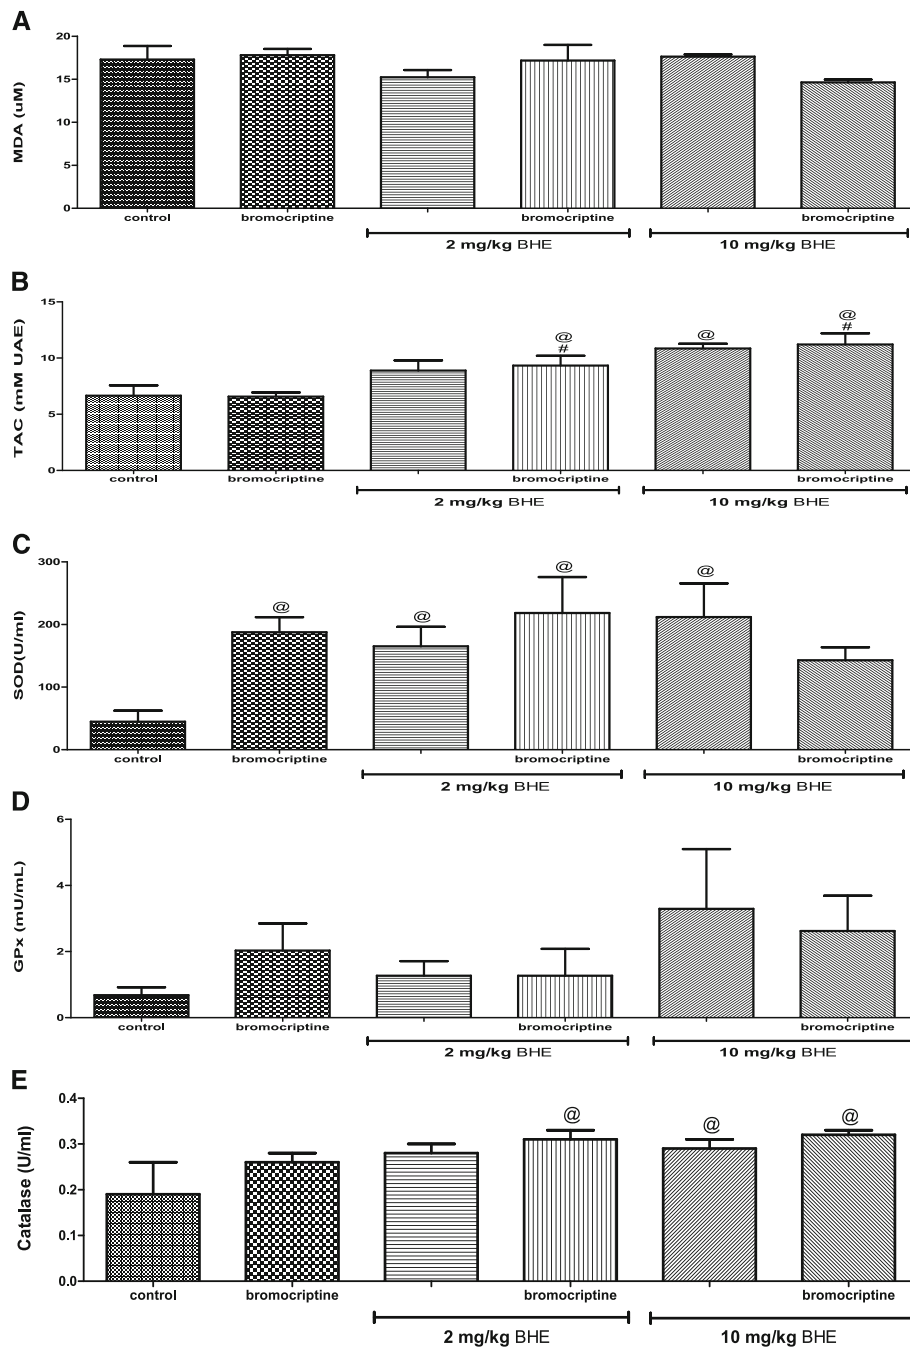 A
MDA (uM)
20
15
10
5
0
control
bromocriptine
bromocriptine
bromocriptine
2 mg/kg BHE
10 mg/kg BHE
B
TAC (mM UAE)
15
10
5
0
@
#
@
@
#
control
bromocriptine
bromocriptine
bromocriptine
2 mg/kg BHE
10 mg/kg BHE
C
SOD(U/ml)
300
200
100
0
@
@
@
@
control
bromocriptine
bromocriptine
bromocriptine
2 mg/kg BHE
10 mg/kg BHE
D
GPx (mU/mL)
6
4
2
0
control
bromocriptine
bromocriptine
bromocriptine
2 mg/kg BHE
10 mg/kg BHE
E
Catalase (U/ml)
0.4
0.3
0.2
0.1
0.0
@
@
@
control
bromocriptine
bromocriptine
bromocriptine
2 mg/kg BHE
10 mg/kg BHE